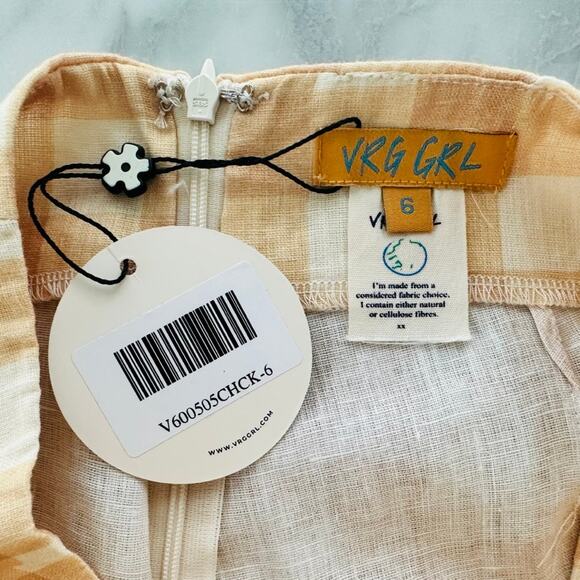 SBS
VRG GRL
6
VRG GRL
I'm made from a
considered fabric choice.
I contain either natural
or cellulose fibres.
xx
V600505CHCK-6
WWW.VRGGRL.COM